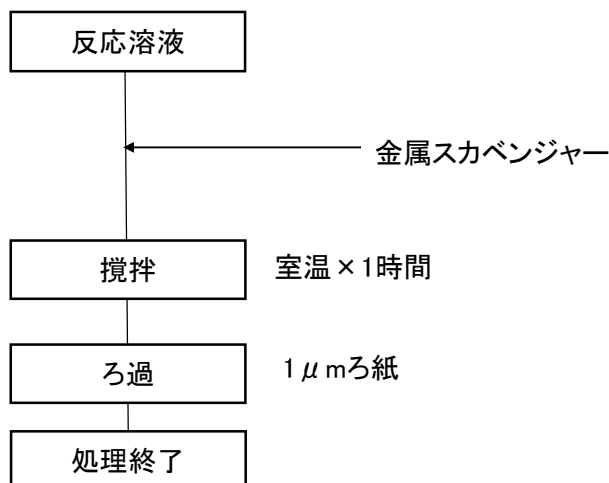 反応溶液
金属スカベンジャー
撹拌
室温×1時間
ろ過
1μmろ紙
処理終了